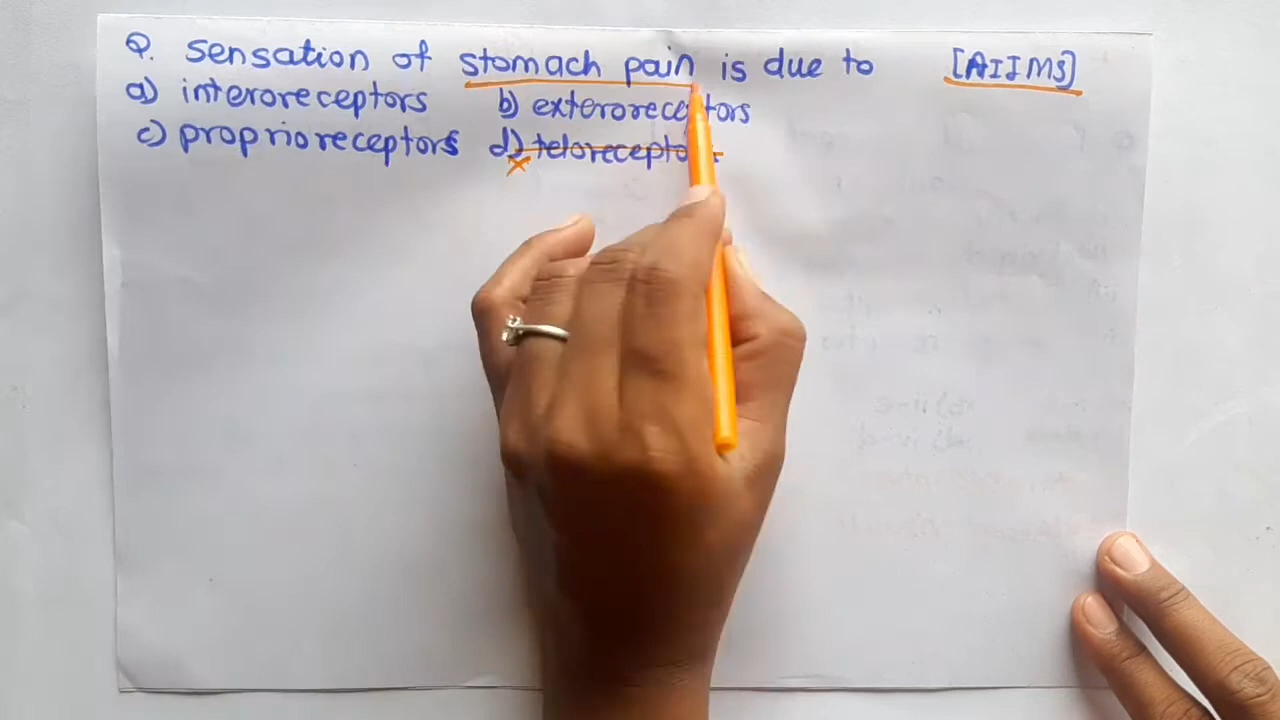 Q. Sensation of stomach pain is due to [AIIMS]
a) interoreceptors b) exteroreceptors
c) proprioreceptors d) teloreceptors